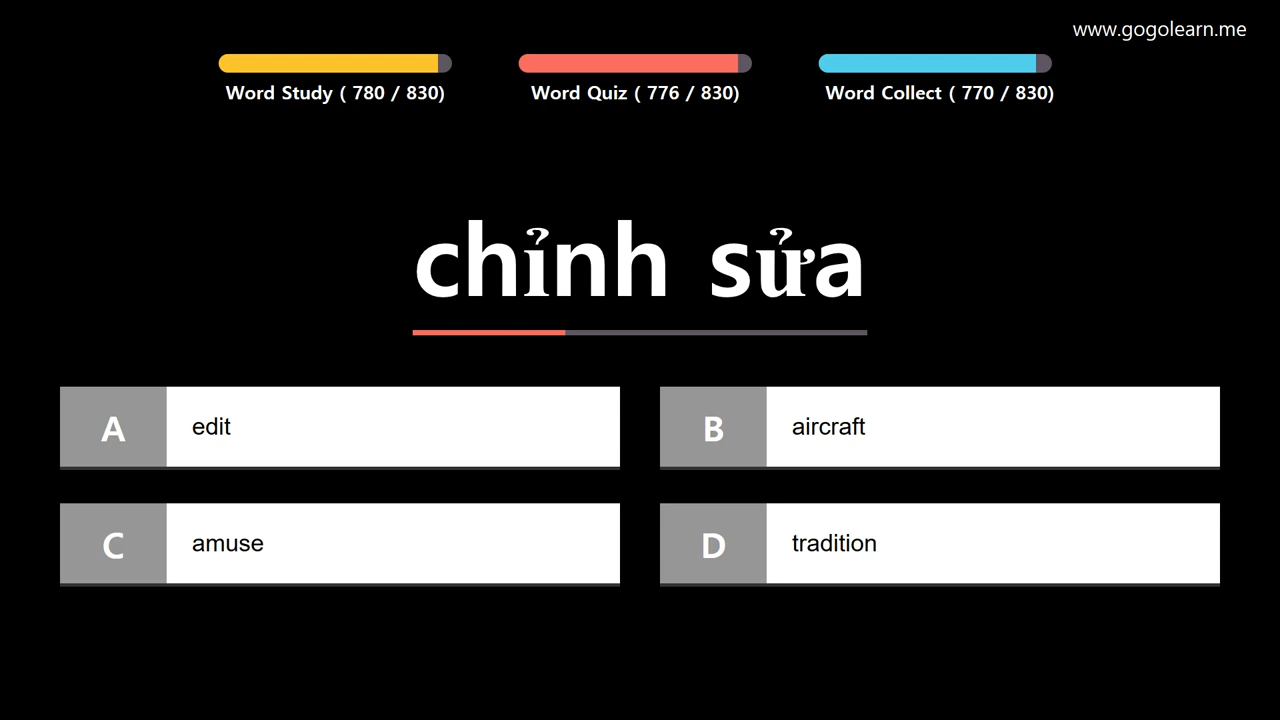 www.gogolearn.me
Word Study ( 780 / 830)
Word Quiz ( 776 / 830)
Word Collect ( 770 / 830)
chỉnh sửa
A edit
B aircraft
C amuse
D tradition